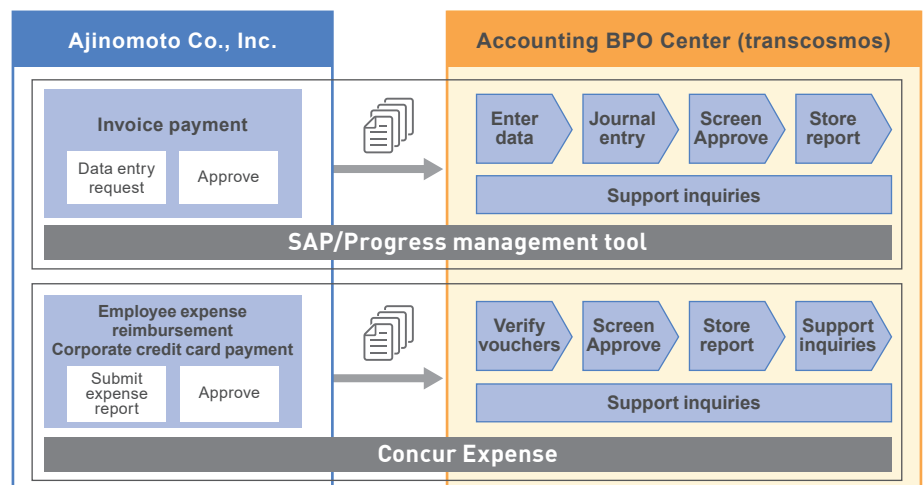 Ajinomoto Co., Inc.
Accounting BPO Center (transcosmos)
Invoice payment
Data entry
request
Approve
Enter
data
Journal
entry
Screen
Approve
Store
report
Support inquiries
SAP/Progress management tool
Employee expense
reimbursement
Corporate credit card payment
Submit
expense
report
Approve
Verify
vouchers
Screen
Approve
Store
report
Support
inquiries
Support inquiries
Concur Expense